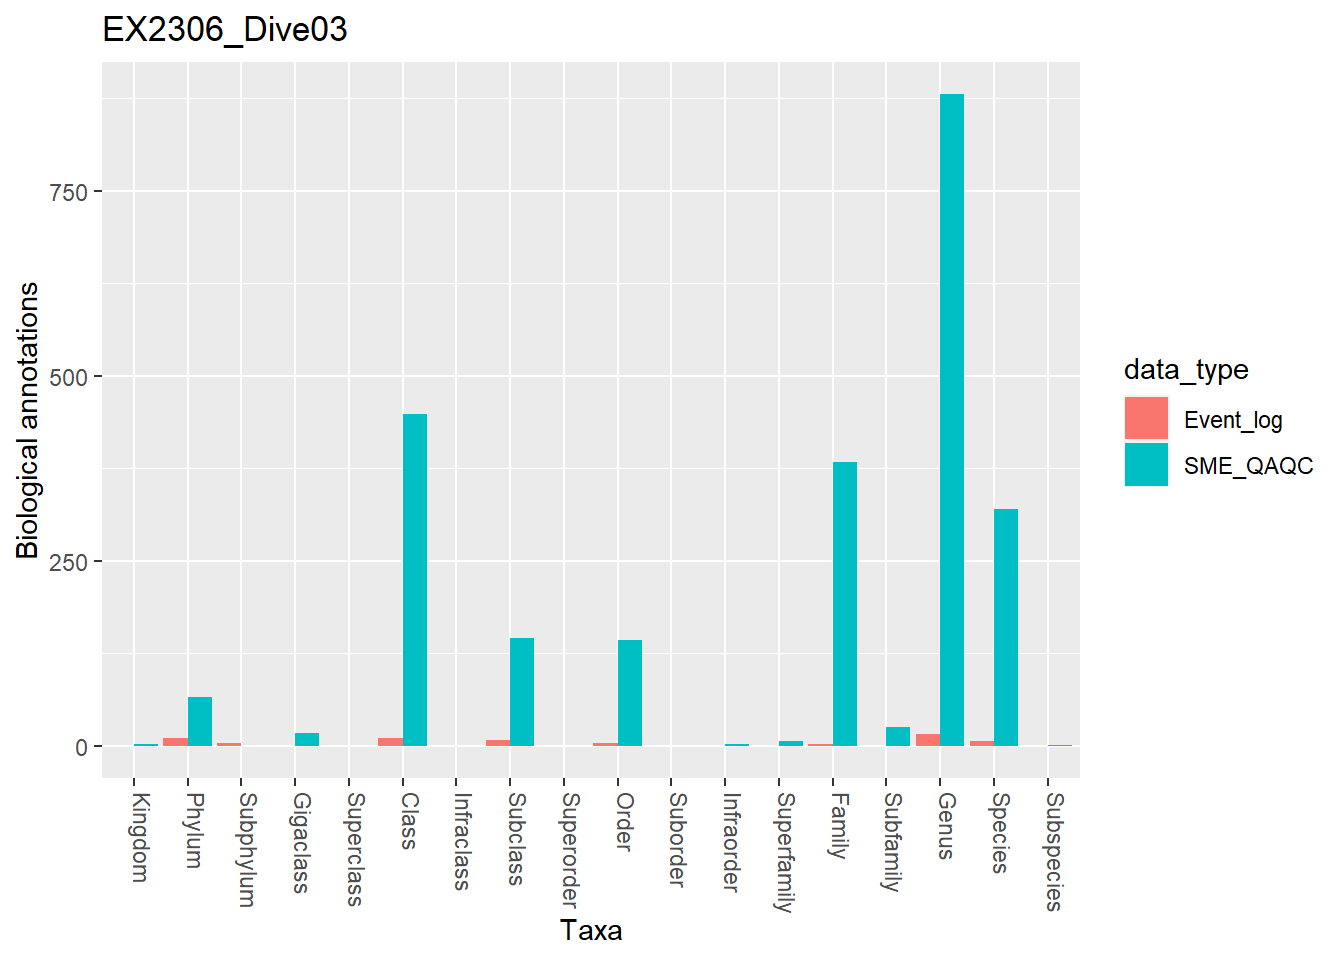 EX2306_Dive03
Biological annotations
750
500
250
0
Kingdom
Phylum
Subphylum
Gigaclass
Superclass
Class
Infraclass
Subclass
Superorder
Order
Suborder
Infraorder
Superfamily
Family
Subfamily
Genus
Species
Subspecies
Taxa
data_type
Event_log
SME_QAQC